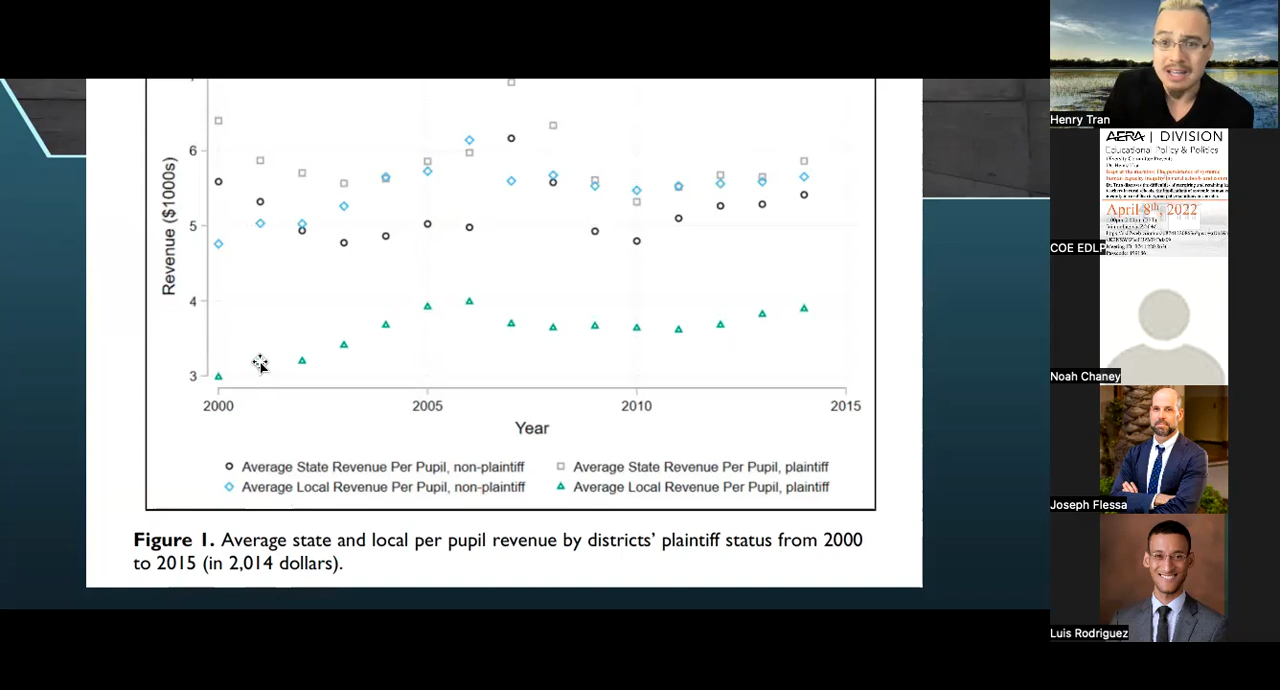 6
5
4
3
Revenue ($1000s)
2000 2005 2010 2015
Year
Average State Revenue Per Pupil, non-plaintiff
Average State Revenue Per Pupil, plaintiff
Average Local Revenue Per Pupil, non-plaintiff
Average Local Revenue Per Pupil, plaintiff
Figure 1. Average state and local per pupil revenue by districts’ plaintiff status from 2000
to 2015 (in 2,014 dollars).
Henry Tran
AERA | DIVISION
Educational Policy & Politics
Dr. Henry Tran
April 8th, 2022
COE EDLP
Noah Chaney
Joseph Flessa
Luis Rodriguez